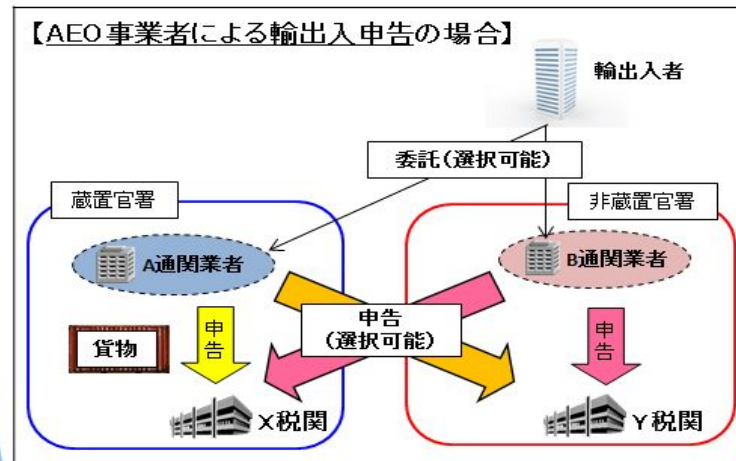 【AEO事業者による輸出入申告の場合】
輸出入者
委託(選択可能)
蔵置官署
非蔵置官署
A通関業者
B通関業者
申告
(選択可能)
貨物
申告
申告
X税関
Y税関